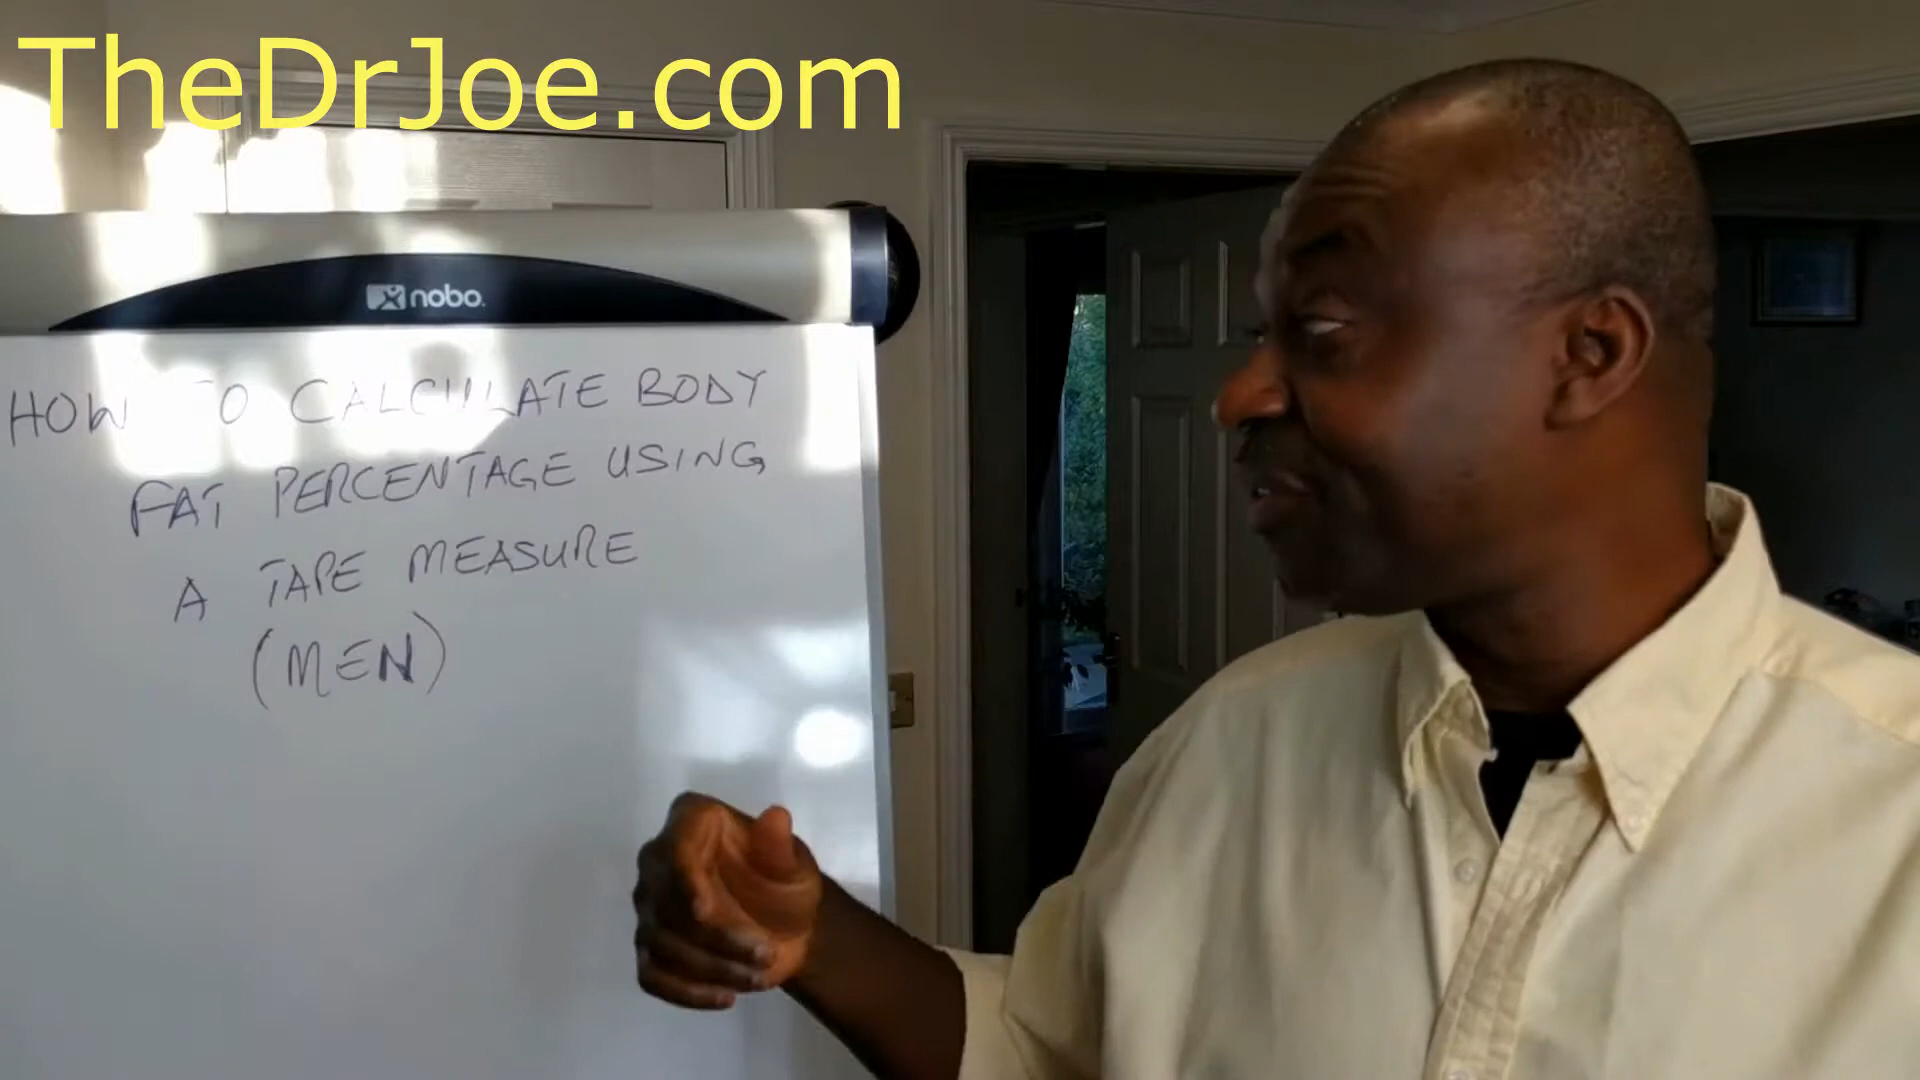 TheDrJoe.com
nobo
HOW TO CALCULATE BODY
FAT PERCENTAGE USING
A TAPE MEASURE
(MEN)